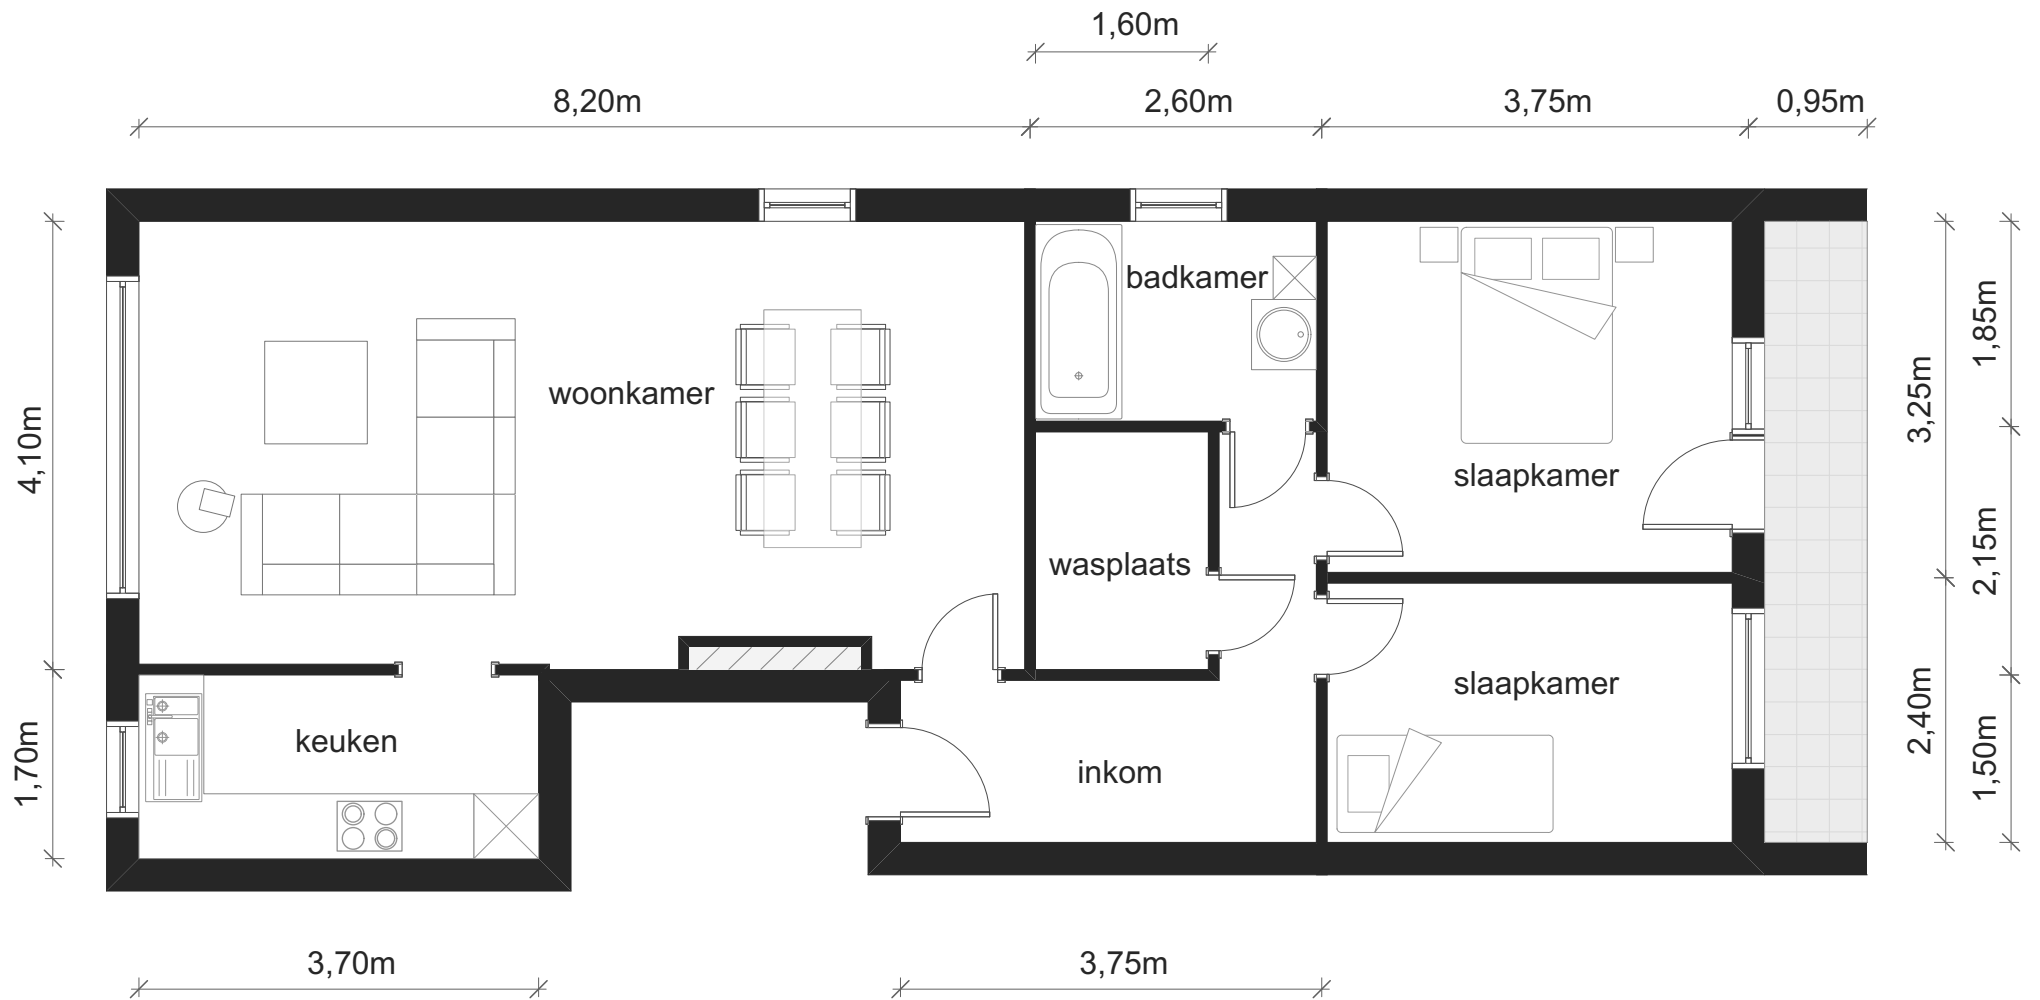 1,60m
8,20m
2,60m
3,75m
0,95m
badkamer
woonkamer
slaapkamer
wasplaats
slaapkamer
keuken
inkom
4,10m
1,70m
3,25m
1,85m
2,15m
2,40m
1,50m
3,70m
3,75m